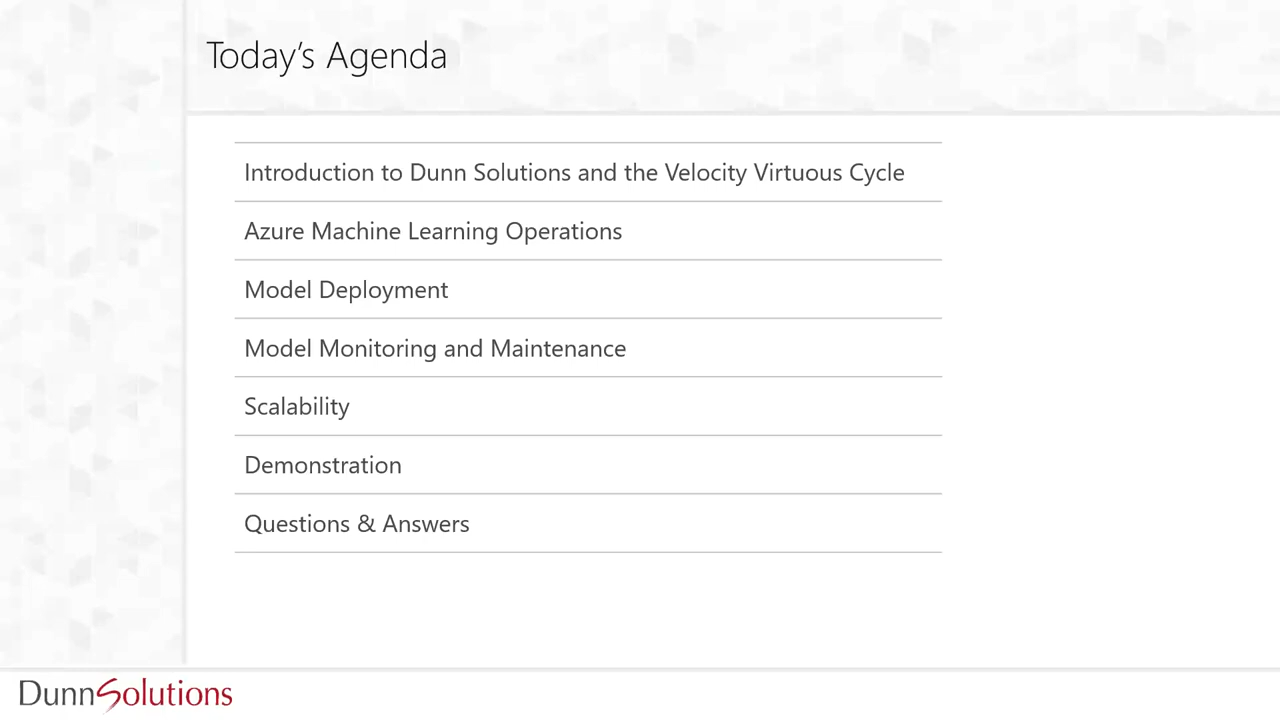 Today's Agenda
Introduction to Dunn Solutions and the Velocity Virtuous Cycle
Azure Machine Learning Operations
Model Deployment
Model Monitoring and Maintenance
Scalability
Demonstration
Questions & Answers
DunnSolutions